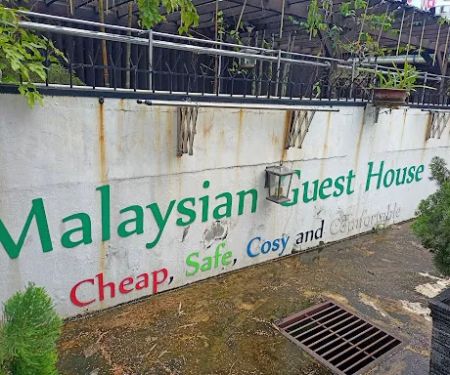 Malaysian Guest House
Cheap, Safe, Cosy and Comfortable